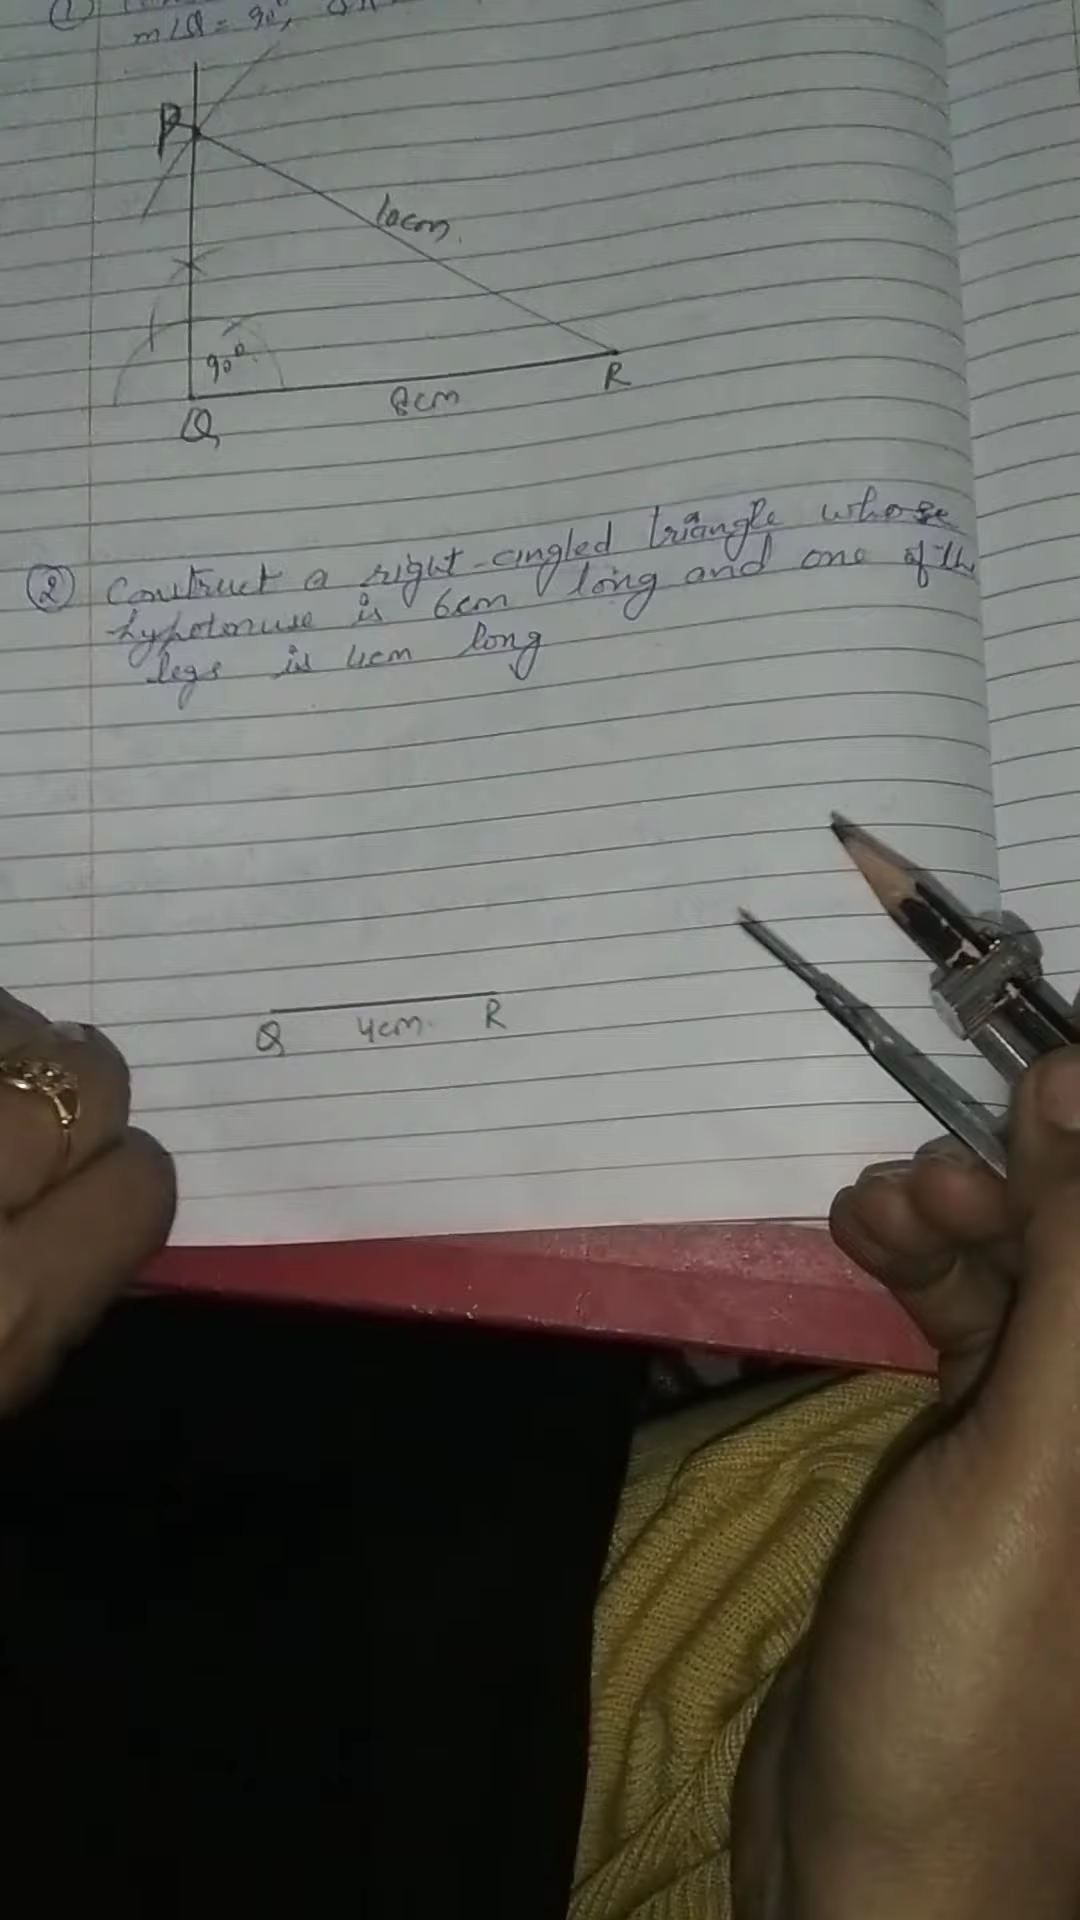 ①
m∠Q = 90°,
P
10cm.
90°
8cm
R
Q
② Construct a right-angled triangle whose
hypotenuse is 6cm long and one of the
legs is 4cm long
Q 4cm. R